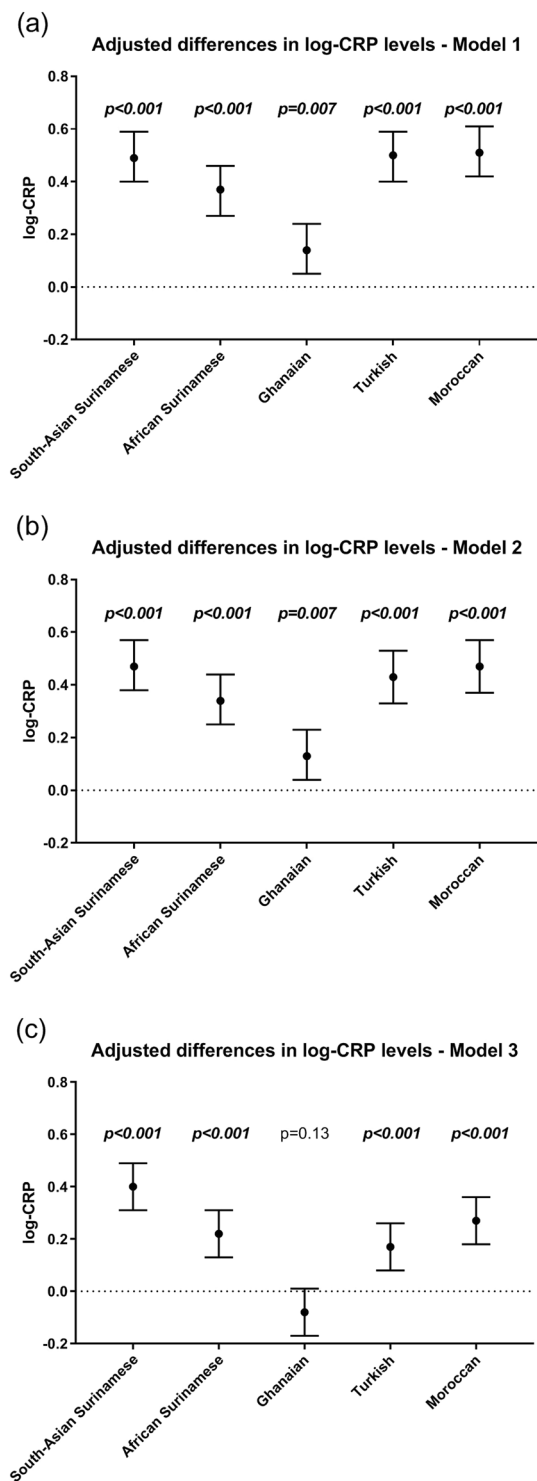 (a)
Adjusted differences in log-CRP levels - Model 1
p<0.001 p<0.001 p=0.007 p<0.001 p<0.001
log-CRP
0.8
0.6
0.4
0.2
0.0
-0.2
South-Asian Surinamese
African Surinamese
Ghanaian
Turkish
Moroccan
(b)
Adjusted differences in log-CRP levels - Model 2
p<0.001 p<0.001 p=0.007 p<0.001 p<0.001
log-CRP
0.8
0.6
0.4
0.2
0.0
-0.2
South-Asian Surinamese
African Surinamese
Ghanaian
Turkish
Moroccan
(c)
Adjusted differences in log-CRP levels - Model 3
p<0.001 p<0.001 p=0.13 p<0.001 p<0.001
log-CRP
0.8
0.6
0.4
0.2
0.0
-0.2
South-Asian Surinamese
African Surinamese
Ghanaian
Turkish
Moroccan